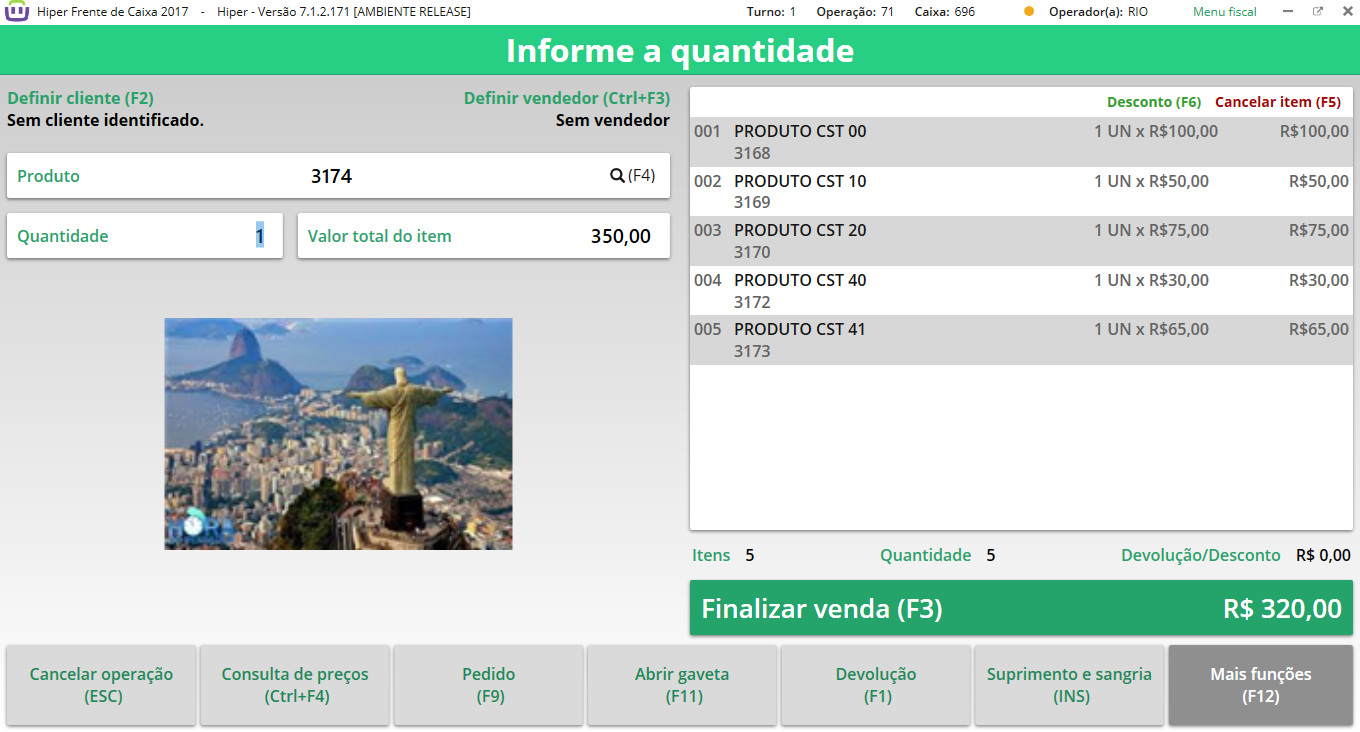 Hiper Frente de Caixa 2017 - Hiper - Versão 7.1.2.171 [AMBIENTE RELEASE] Turno: 1 Operação: 71 Caixa: 696 Operador(a): RIO Menu fiscal
Informe a quantidade
Definir cliente (F2) Definir vendedor (Ctrl+F3)
Sem cliente identificado. Sem vendedor
Produto 3174 (F4)
Quantidade 1 Valor total do item 350,00
HORA
Desconto (F6) Cancelar item (F5)
001 PRODUTO CST 00 1 UN x R$100,00 R$100,00
3168
002 PRODUTO CST 10 1 UN x R$50,00 R$50,00
3169
003 PRODUTO CST 20 1 UN x R$75,00 R$75,00
3170
004 PRODUTO CST 40 1 UN x R$30,00 R$30,00
3172
005 PRODUTO CST 41 1 UN x R$65,00 R$65,00
3173
Itens 5 Quantidade 5 Devolução/Desconto R$ 0,00
Finalizar venda (F3) R$ 320,00
Cancelar operação (ESC)
Consulta de preços (Ctrl+F4)
Pedido (F9)
Abrir gaveta (F11)
Devolução (F1)
Suprimento e sangria (INS)
Mais funções (F12)